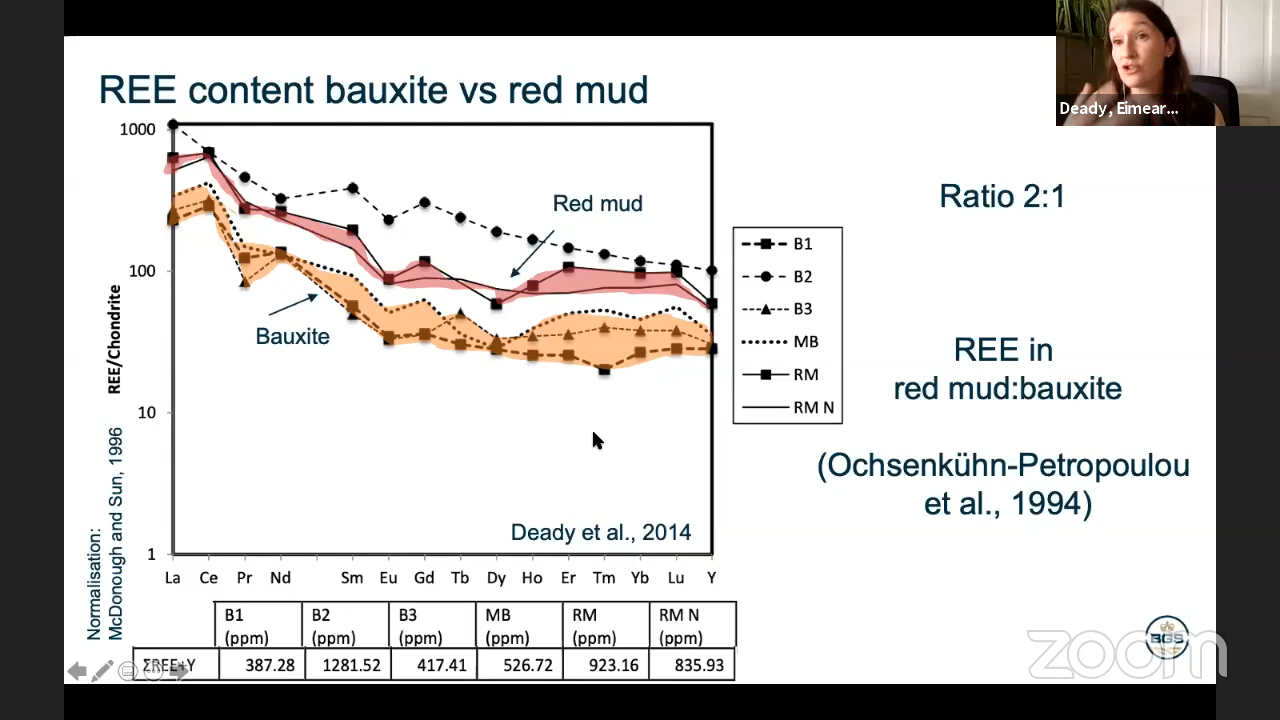 Deady, Eimear...
REE content bauxite vs red mud
1000
100
10
1
REE/Chondrite
Normalisation:
McDonough and Sun, 1996
Red mud
Bauxite
Deady et al., 2014
La Ce Pr Nd Sm Eu Gd Tb Dy Ho Er Tm Yb Lu Y
B1
B2
B3
MB
RM
RM N
Ratio 2:1
REE in
red mud:bauxite
(Ochsenkühn-Petropoulou
et al., 1994)
B1 B2 B3 MB RM RM N
(ppm) (ppm) (ppm) (ppm) (ppm) (ppm)
ΣREE+Y 387.28 1281.52 417.41 526.72 923.16 835.93
BGS
zoom